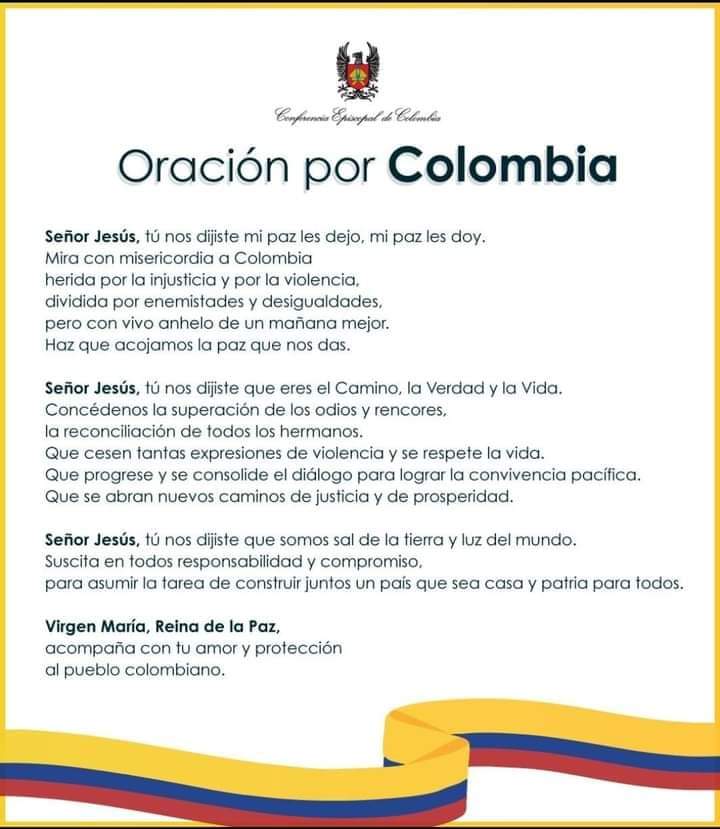 Conferencia Episcopal de Colombia
Oración por Colombia
Señor Jesús, tú nos dijiste mi paz les dejo, mi paz les doy.
Mira con misericordia a Colombia
herida por la injusticia y por la violencia,
dividida por enemistades y desigualdades,
pero con vivo anhelo de un mañana mejor.
Haz que acojamos la paz que nos das.
Señor Jesús, tú nos dijiste que eres el Camino, la Verdad y la Vida.
Concédenos la superación de los odios y rencores,
la reconciliación de todos los hermanos.
Que cesen tantas expresiones de violencia y se respete la vida.
Que progrese y se consolide el diálogo para lograr la convivencia pacífica.
Que se abran nuevos caminos de justicia y de prosperidad.
Señor Jesús, tú nos dijiste que somos sal de la tierra y luz del mundo.
Suscita en todos responsabilidad y compromiso,
para asumir la tarea de construir juntos un país que sea casa y patria para todos.
Virgen María, Reina de la Paz,
acompaña con tu amor y protección
al pueblo colombiano.